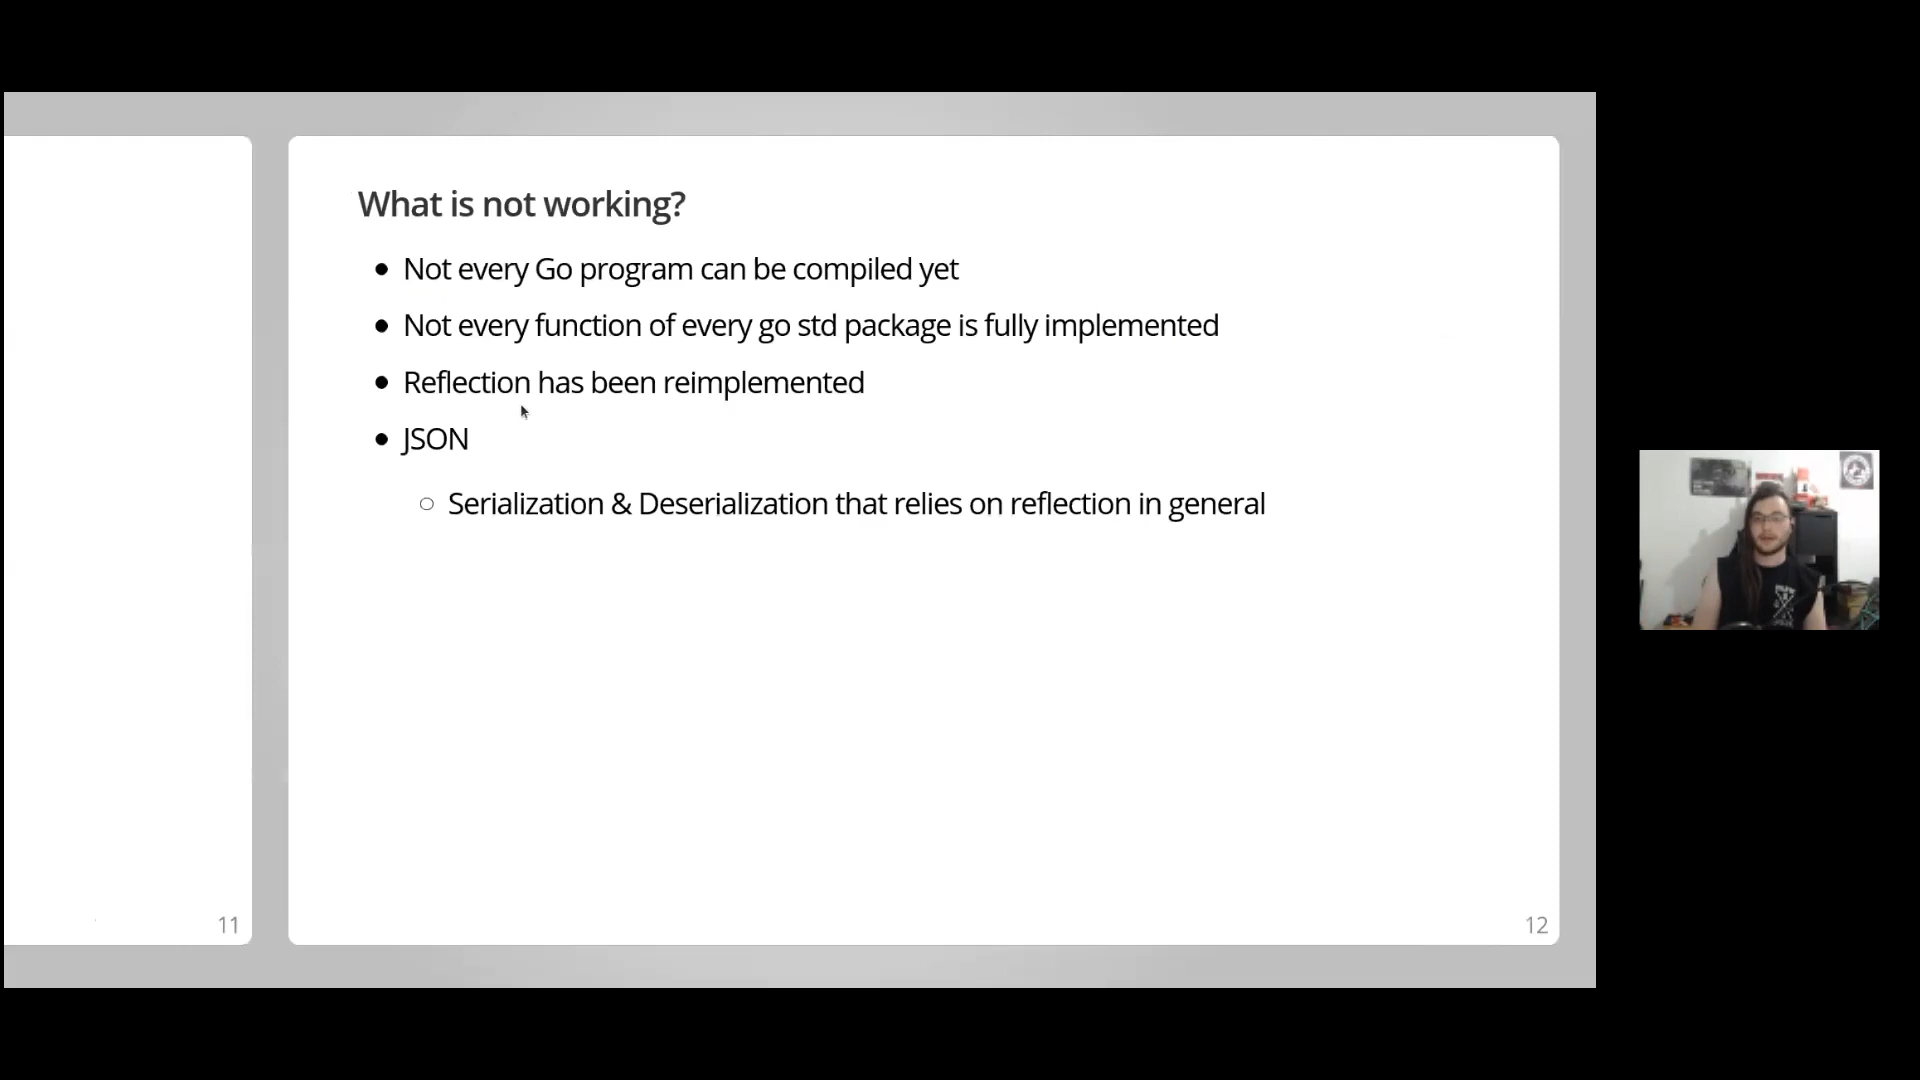 What is not working?
Not every Go program can be compiled yet
Not every function of every go std package is fully implemented
Reflection has been reimplemented
JSON
Serialization & Deserialization that relies on reflection in general
11
12